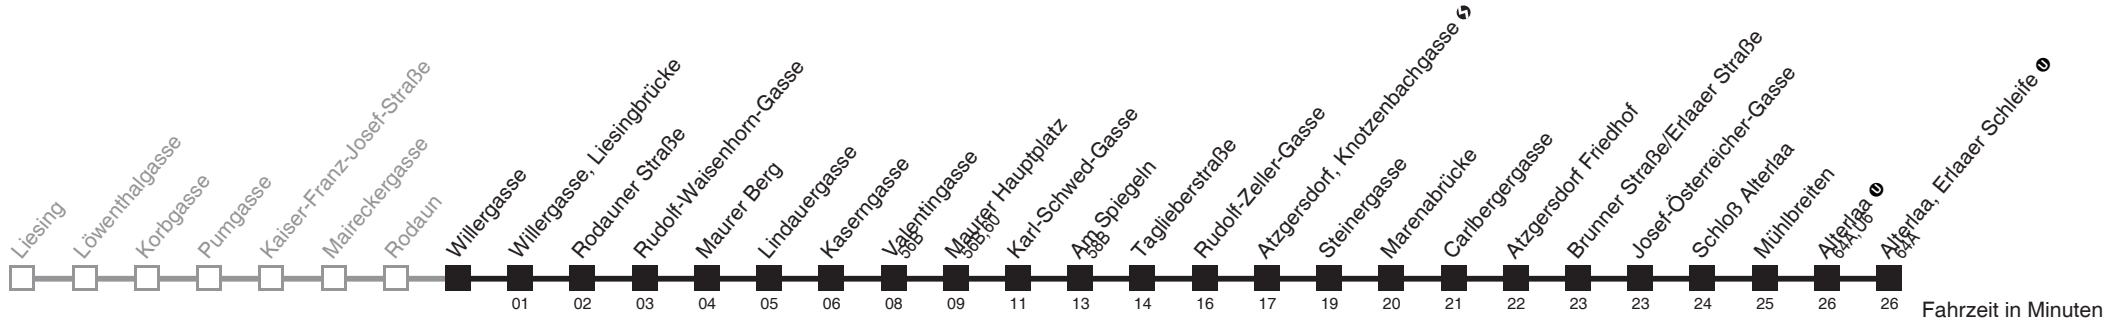 Liesing
Löwenthalgasse
Korbgasse
Purngasse
Kaiser-Franz-Josef-Straße
Maireckergasse
Rodaun
Willergasse
Willergasse, Liesingbrücke
Rodauner Straße
Rudolf-Waisenhorn-Gasse
Maurer Berg
Lindauergasse
Kaserngasse
Valentingasse
56B
Maurer Hauptplatz
56B,60
Karl-Schwed-Gasse
Am Spiegeln
58B
Taglieberstraße
Rudolf-Zeller-Gasse
Atzgersdorf, Knotzenbachgasse S
Steinergasse
Marenabrücke
Carlbergergasse
Atzgersdorf Friedhof
Brunner Straße/Erlaaer Straße
Josef-Österreicher-Gasse
Schloß Alterlaa
Mühlbreiten
Alterlaa U
64A,U6
Alterlaa, Erlaaer Schleife U
64A
01 02 03 04 05 06 08 09 11 13 14 16 17 19 20 21 22 23 23 24 25 26 26
Fahrzeit in Minuten